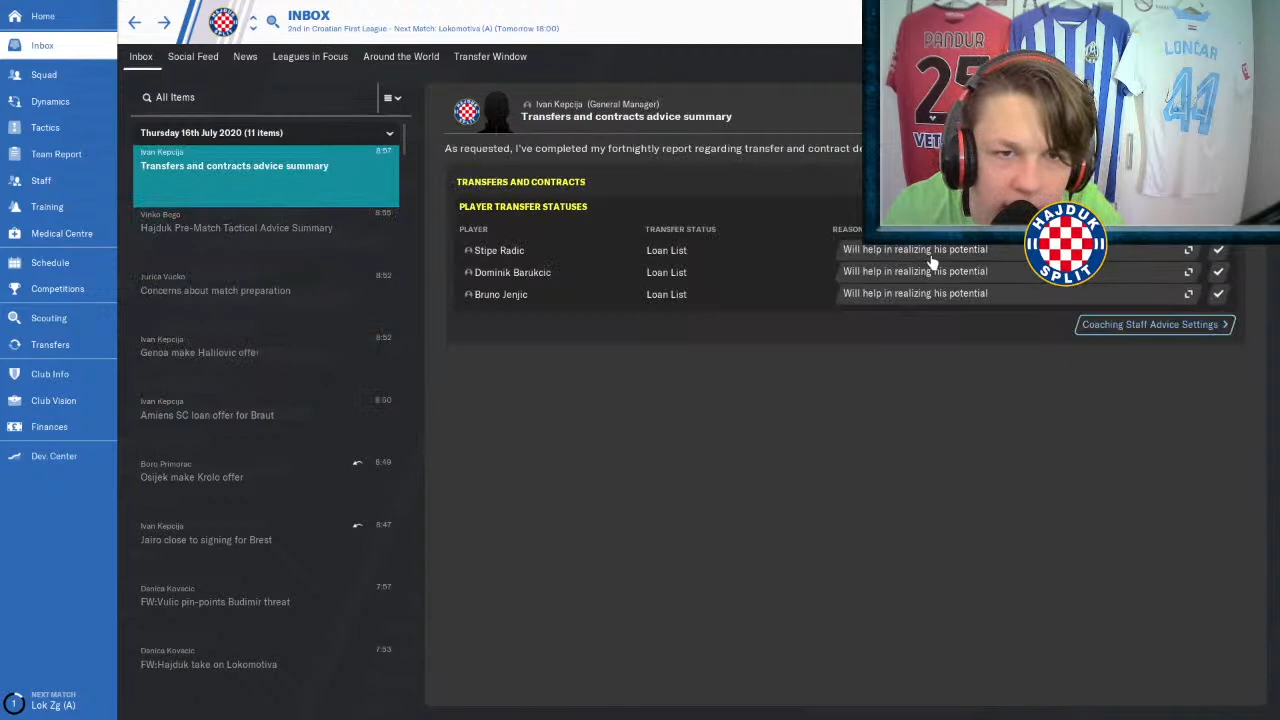 Home
INBOX
2nd in Croatian First League - Next Match: Lokomotiva (A) (Tomorrow 18:00)
Inbox
Squad
Dynamics
Tactics
Team Report
Staff
Training
Medical Centre
Schedule
Competitions
Scouting
Transfers
Club Info
Club Vision
Finances
Dev. Center
NEXT MATCH
1
Lok Zg (A)
Inbox Social Feed News Leagues in Focus Around the World Transfer Window
All Items
Thursday 16th July 2020 (11 items)
Ivan Kepcija 8:57
Transfers and contracts advice summary
Vinko Bego 8:55
Hajduk Pre-Match Tactical Advice Summary
Jurica Vucko 8:52
Concerns about match preparation
Ivan Kepcija 8:52
Genoa make Halilovic offer
Ivan Kepcija 8:50
Amiens SC loan offer for Braut
Boro Primorac 8:49
Osijek make Krolo offer
Ivan Kepcija 8:47
Jairo close to signing for Brest
Danica Kovacic 7:57
FW:Vulic pin-points Budimir threat
Danica Kovacic 7:53
FW:Hajduk take on Lokomotiva
Ivan Kepcija (General Manager)
Transfers and contracts advice summary
As requested, I've completed my fortnightly report regarding transfer and contract de
TRANSFERS AND CONTRACTS
PLAYER TRANSFER STATUSES
PLAYER TRANSFER STATUS REASON
Stipe Radic Loan List Will help in realizing his potential
Dominik Barukcic Loan List Will help in realizing his potential
Bruno Jenjic Loan List Will help in realizing his potential
Coaching Staff Advice Settings
PANDUR
25
LONČAR
44
HAJDUK
SPLIT